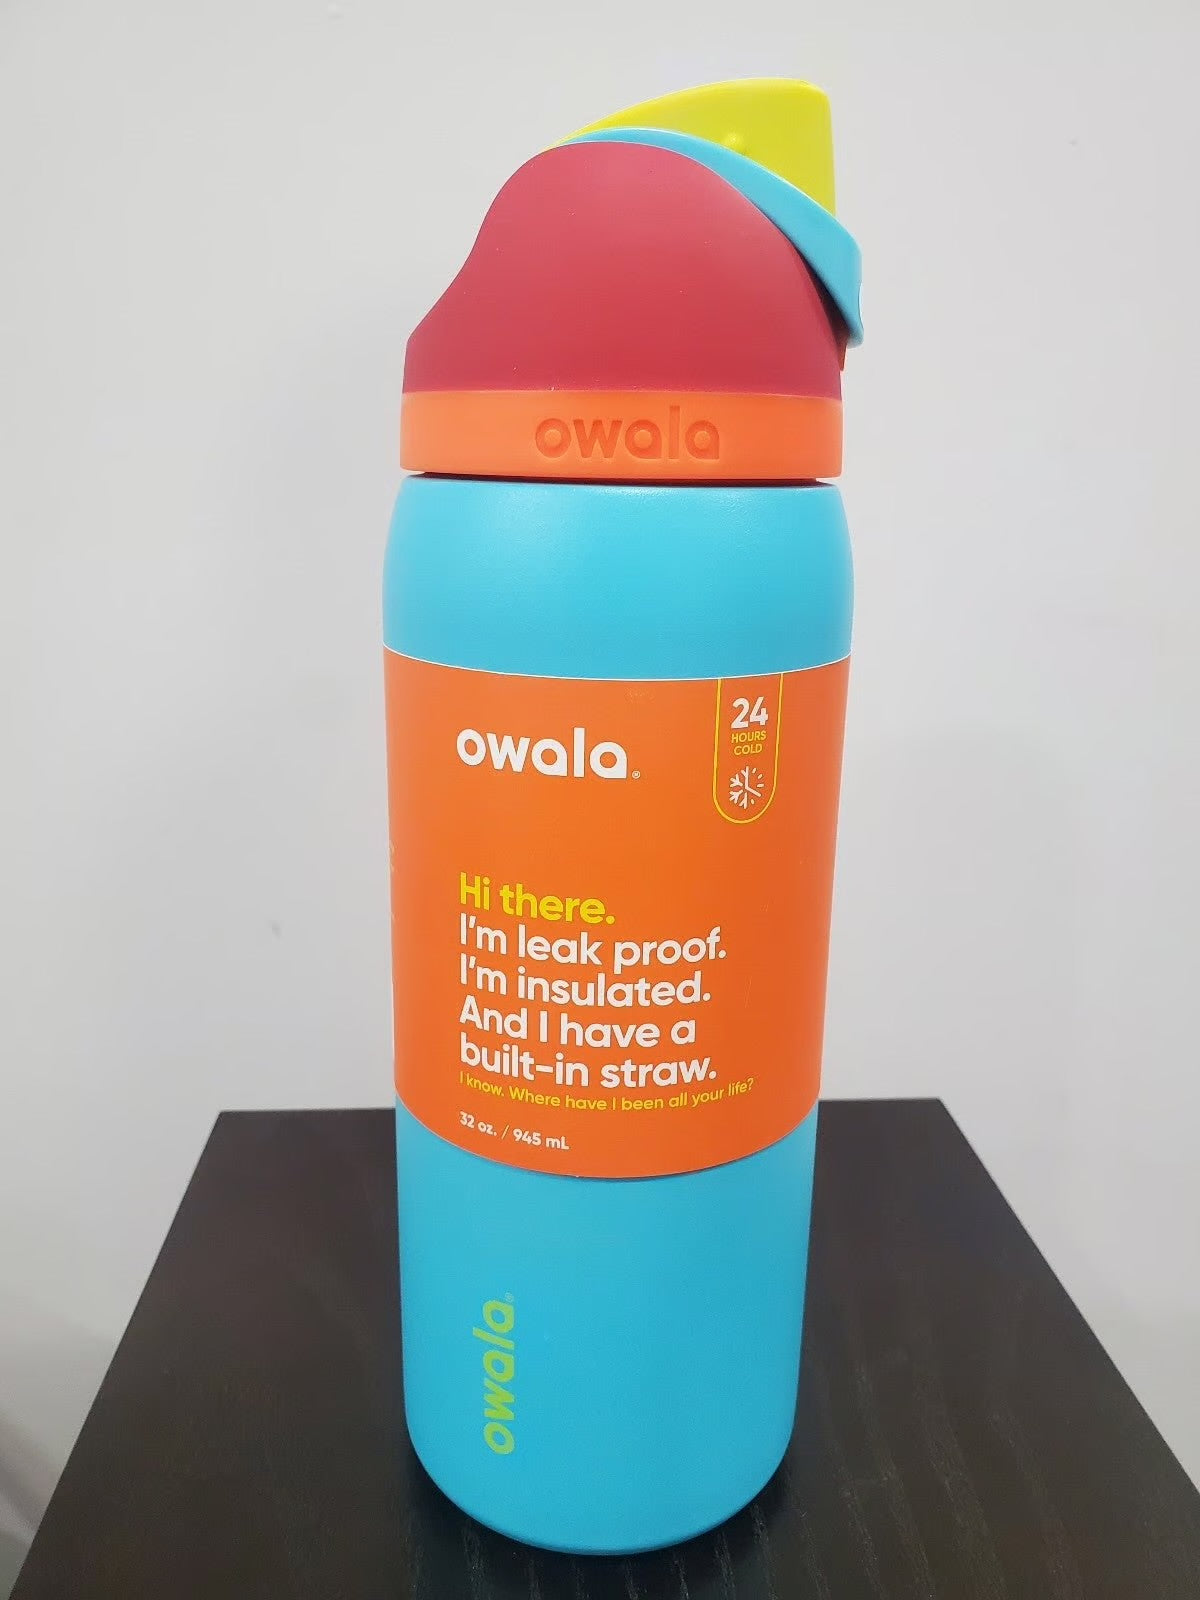 owala
owala®
24
HOURS
COLD
Hi there.
I'm leak proof.
I'm insulated.
And I have a
built-in straw.
I know. Where have I been all your life?
32 oz. / 945 mL
owala®